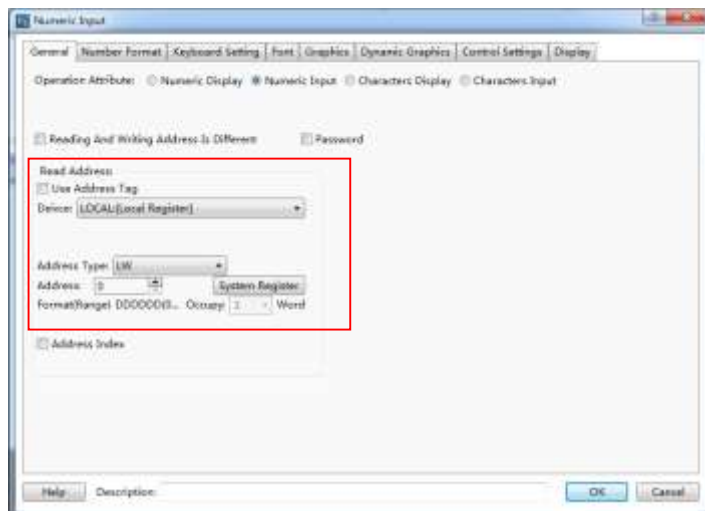 Numeric Input
General Number Format Keyboard Setting Font Graphics Dynamic Graphics Control Settings Display
Operation Attribute: Numeric Display Numeric Input Characters Display Characters Input
Reading And Writing Address Is Different Password
Read Address:
Use Address Tag
Device: LOCAL:[Local Register]
Address Type: LW
Address: 0 System Register
Format(Range) DDDDDD(0... Occupy: Word
Address Index
Help Description: OK Cancel